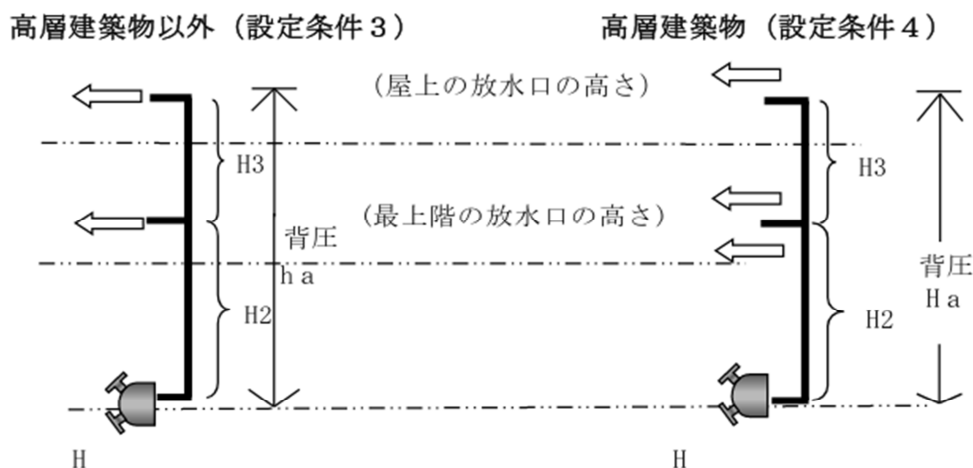 高層建築物以外（設定条件３）
高層建築物（設定条件４）
（屋上の放水口の高さ）
H3
H3
（最上階の放水口の高さ）
背圧
ｈａ
背圧
Ｈａ
H2
H2
H
H